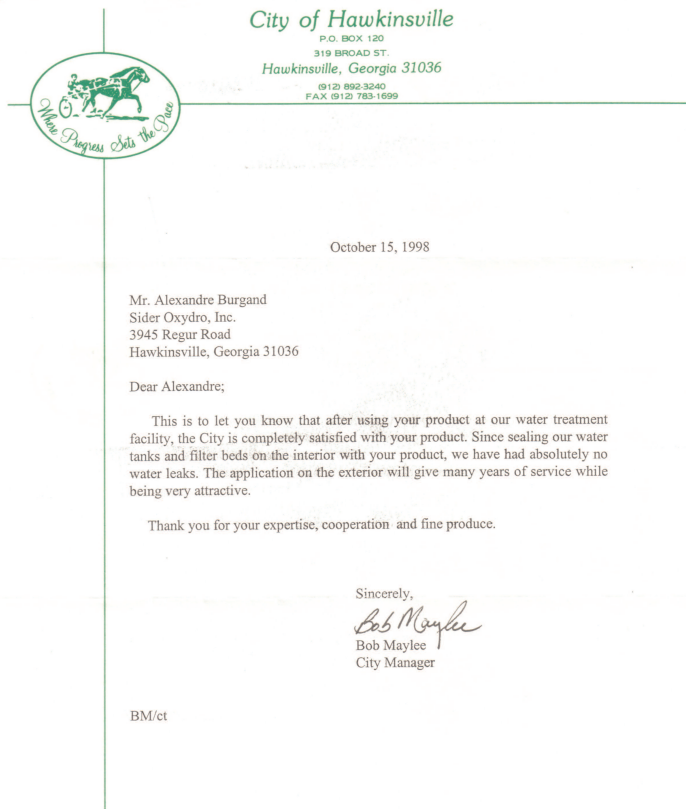 City of Hawkinsville
P.O. BOX 120
319 BROAD ST.
Hawkinsville, Georgia 31036
(912) 892-3240
FAX (912) 783-1699
Where Progress Sets the Pace
October 15, 1998
Mr. Alexandre Burgand
Sider Oxydro, Inc.
3945 Regur Road
Hawkinsville, Georgia 31036
Dear Alexandre;
This is to let you know that after using your product at our water treatment
facility, the City is completely satisfied with your product. Since sealing our water
tanks and filter beds on the interior with your product, we have had absolutely no
water leaks. The application on the exterior will give many years of service while
being very attractive.
Thank you for your expertise, cooperation and fine produce.
Sincerely,
Bob Maylee
Bob Maylee
City Manager
BM/ct